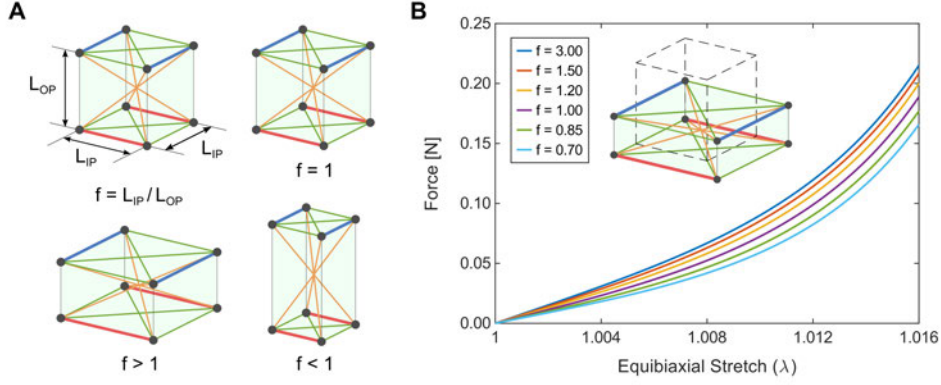 A
L_OP
L_IP
L_IP
f = L_IP / L_OP
f = 1
f > 1
f < 1
B
0.25
0.20
0.15
0.10
0.05
0.00
Force [N]
f = 3.00
f = 1.50
f = 1.20
f = 1.00
f = 0.85
f = 0.70
1
1.004
1.008
1.012
1.016
Equibiaxial Stretch (λ)